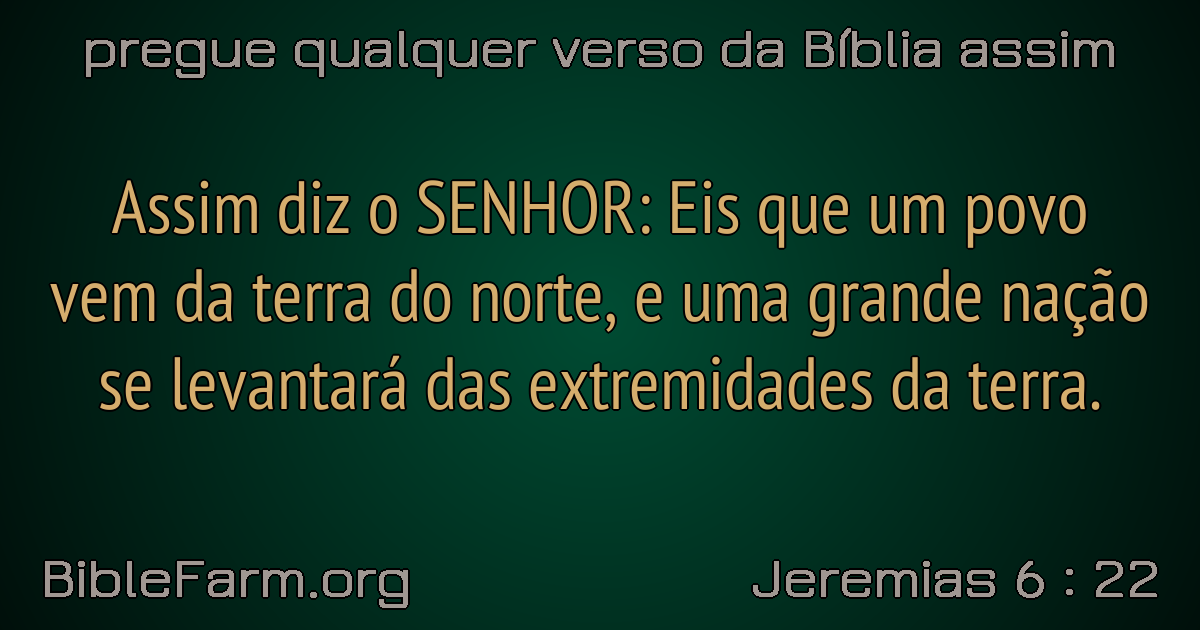 pregue qualquer verso da Bíblia assim
Assim diz o SENHOR: Eis que um povo
vem da terra do norte, e uma grande nação
se levantará das extremidades da terra.
BibleFarm.org
Jeremias 6 : 22